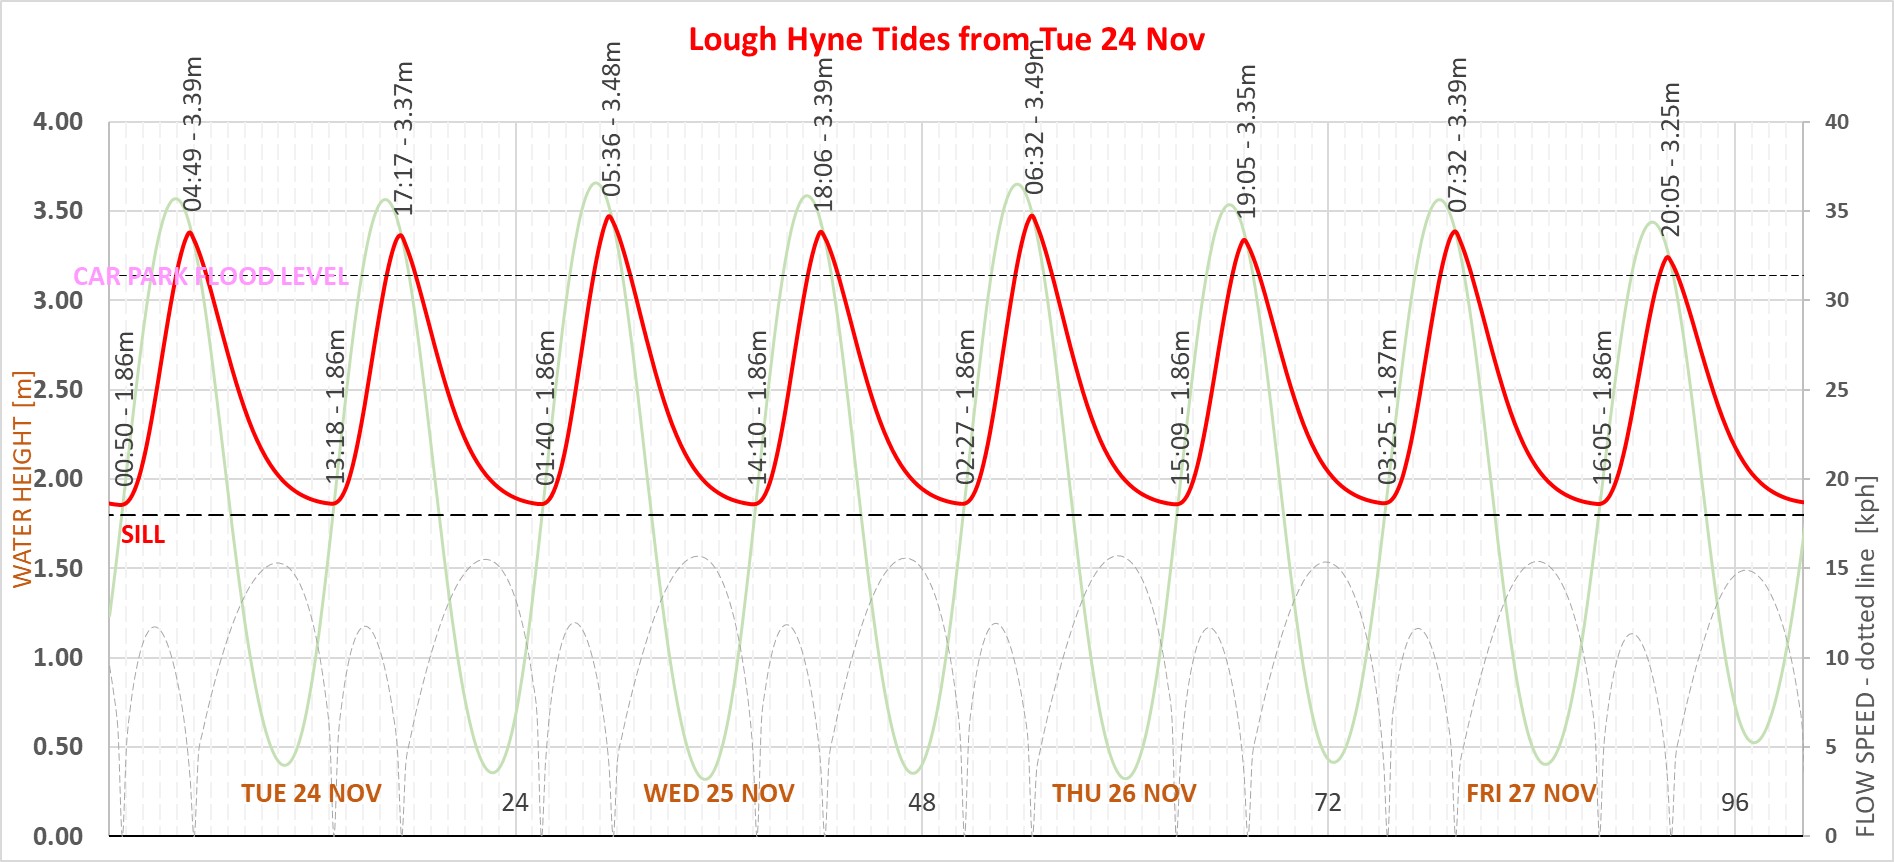 Lough Hyne Tides from Tue 24 Nov
04:49 - 3.39m
17:17 - 3.37m
05:36 - 3.48m
18:06 - 3.39m
06:32 - 3.49m
19:05 - 3.35m
07:32 - 3.39m
20:05 - 3.25m
4.00
3.50
3.00
2.50
2.00
1.50
1.00
0.50
0.00
WATER HEIGHT [m]
CAR PARK FLOOD LEVEL
00:50 - 1.86m
13:18 - 1.86m
01:40 - 1.86m
14:10 - 1.86m
02:27 - 1.86m
15:09 - 1.86m
03:25 - 1.87m
16:05 - 1.86m
SILL
TUE 24 NOV
24
WED 25 NOV
48
THU 26 NOV
72
FRI 27 NOV
96
40
35
30
25
20
15
10
5
0
FLOW SPEED - dotted line [kph]